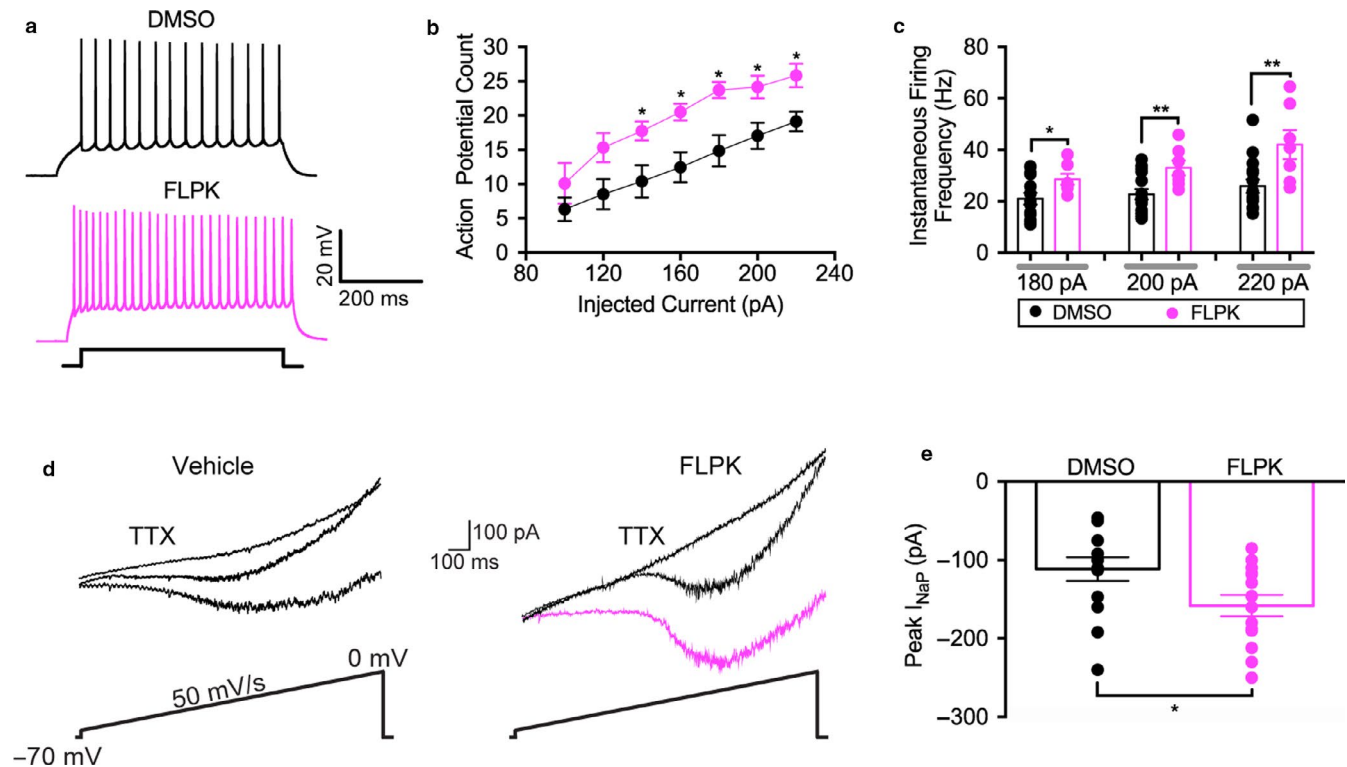 a
DMSO
FLPK
20 mV
200 ms
b
Action Potential Count
30
25
20
15
10
5
0
* * * * *
80 120 160 200 240
Injected Current (pA)
c
Instantaneous Firing
Frequency (Hz)
80
60
40
20
0
* ** **
180 pA 200 pA 220 pA
DMSO FLPK
d
Vehicle
TTX
100 pA
100 ms
FLPK
TTX
0 mV
50 mV/s
−70 mV
e
DMSO FLPK
Peak INaP (pA)
0
−100
−200
−300
*